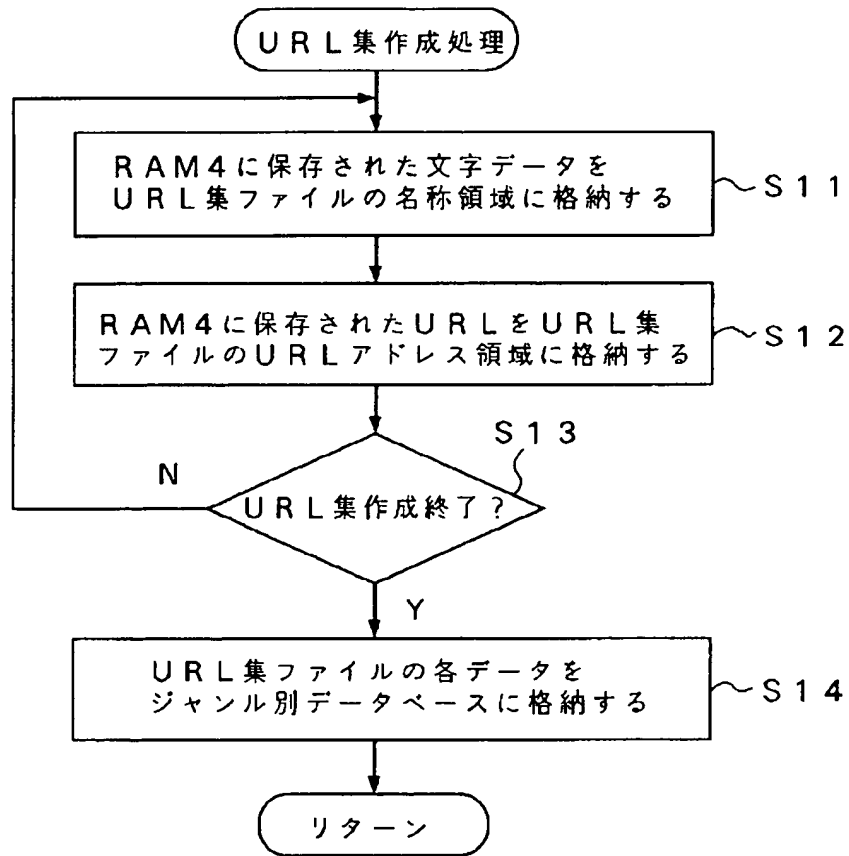 URL集作成処理
RAM4に保存された文字データを
URL集ファイルの名称領域に格納する
S11
RAM4に保存されたURLをURL集
ファイルのURLアドレス領域に格納する
S12
S13
N
URL集作成終了?
Y
URL集ファイルの各データを
ジャンル別データベースに格納する
S14
リターン